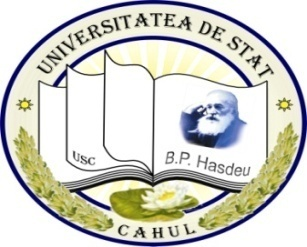 UNIVERSITATEA DE STAT
USC
B.P. Hasdeu
CAHUL